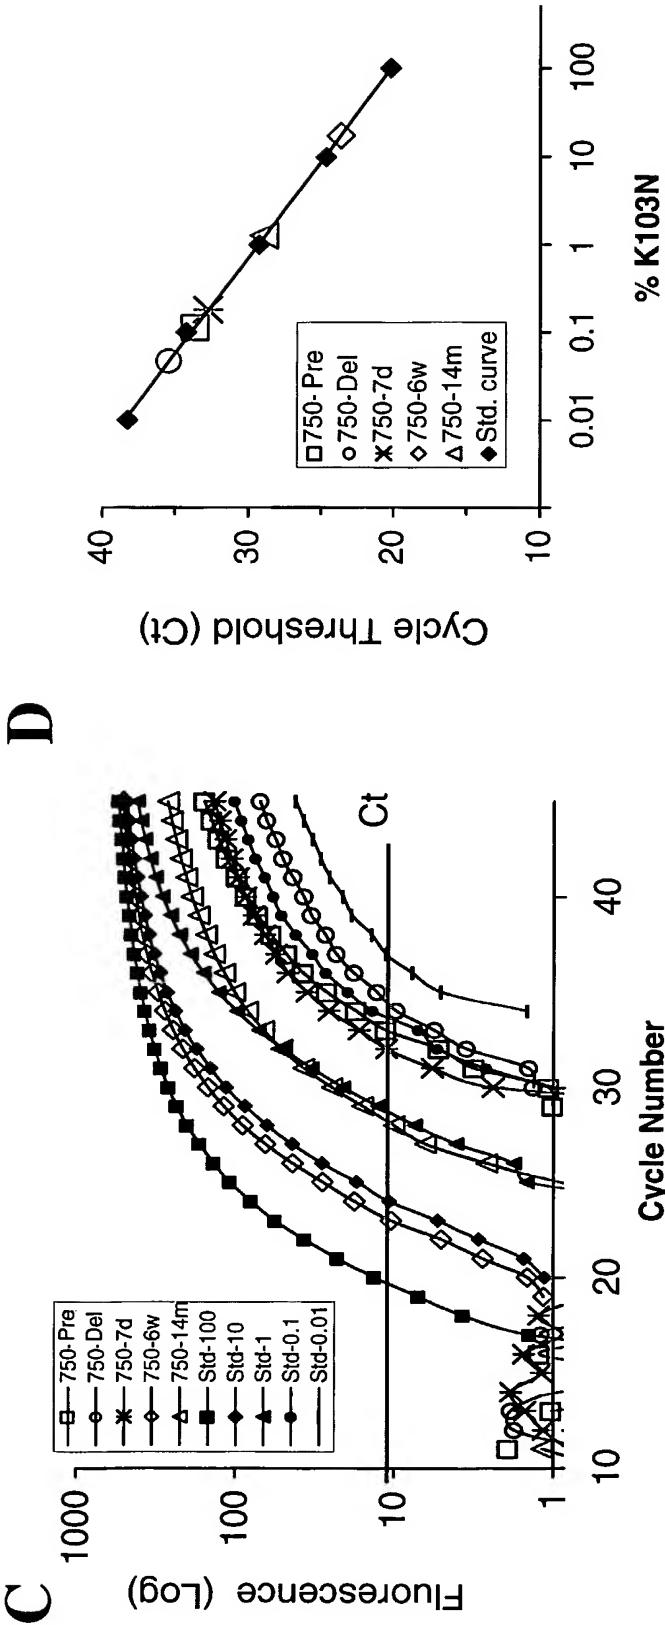 C
Fluorescence (Log)
1000
100
10
1
750-Pre
750-Del
750-7d
750-6w
750-14m
Std-100
Std-10
Std-1
Std-0.1
Std-0.01
Ct
10
20
30
40
Cycle Number
D
Cycle Threshold (Ct)
40
30
20
10
750-Pre
750-Del
750-7d
750-6w
750-14m
Std. curve
0.01
0.1
1
10
100
% K103N